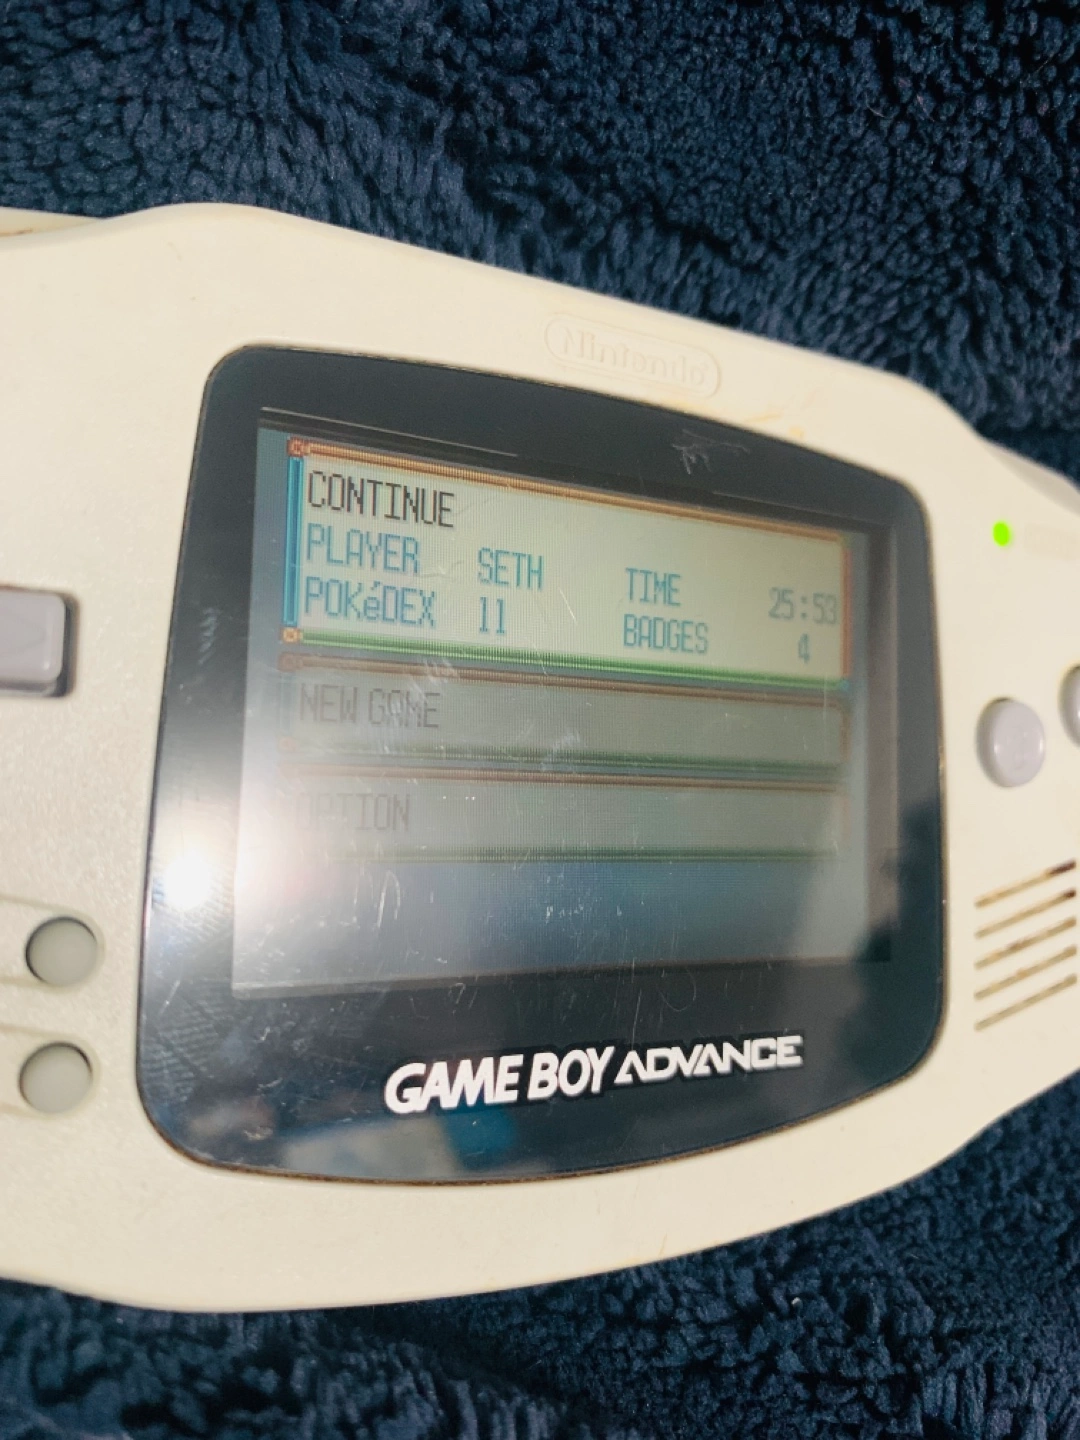 Nintendo
CONTINUE
PLAYER SETH TIME 25:53
POKéDEX 11 BADGES 4
NEW GAME
OPTION
GAME BOY ADVANCE